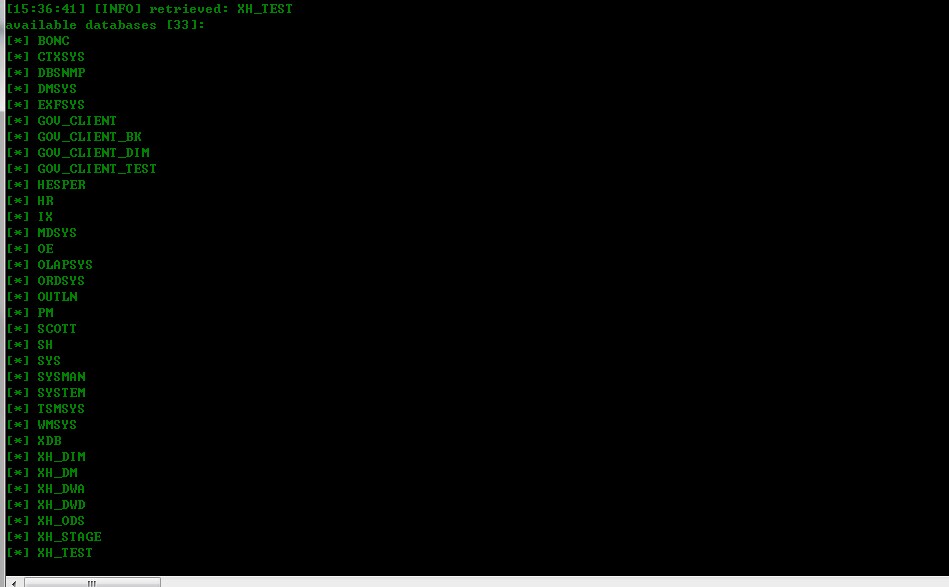 [15:36:41] [INFO] retrieved: XH_TEST
available databases [33]:
[*] BONC
[*] CTXSYS
[*] DBSNMP
[*] DMSYS
[*] EXFSYS
[*] GOV_CLIENT
[*] GOV_CLIENT_BK
[*] GOV_CLIENT_DIM
[*] GOV_CLIENT_TEST
[*] HESPER
[*] HR
[*] IX
[*] MDSYS
[*] OE
[*] OLAPSYS
[*] ORDSYS
[*] OUTLN
[*] PM
[*] SCOTT
[*] SH
[*] SYS
[*] SYSMAN
[*] SYSTEM
[*] TSMSYS
[*] WMSYS
[*] XDB
[*] XH_DIM
[*] XH_DM
[*] XH_DWA
[*] XH_DWD
[*] XH_ODS
[*] XH_STAGE
[*] XH_TEST